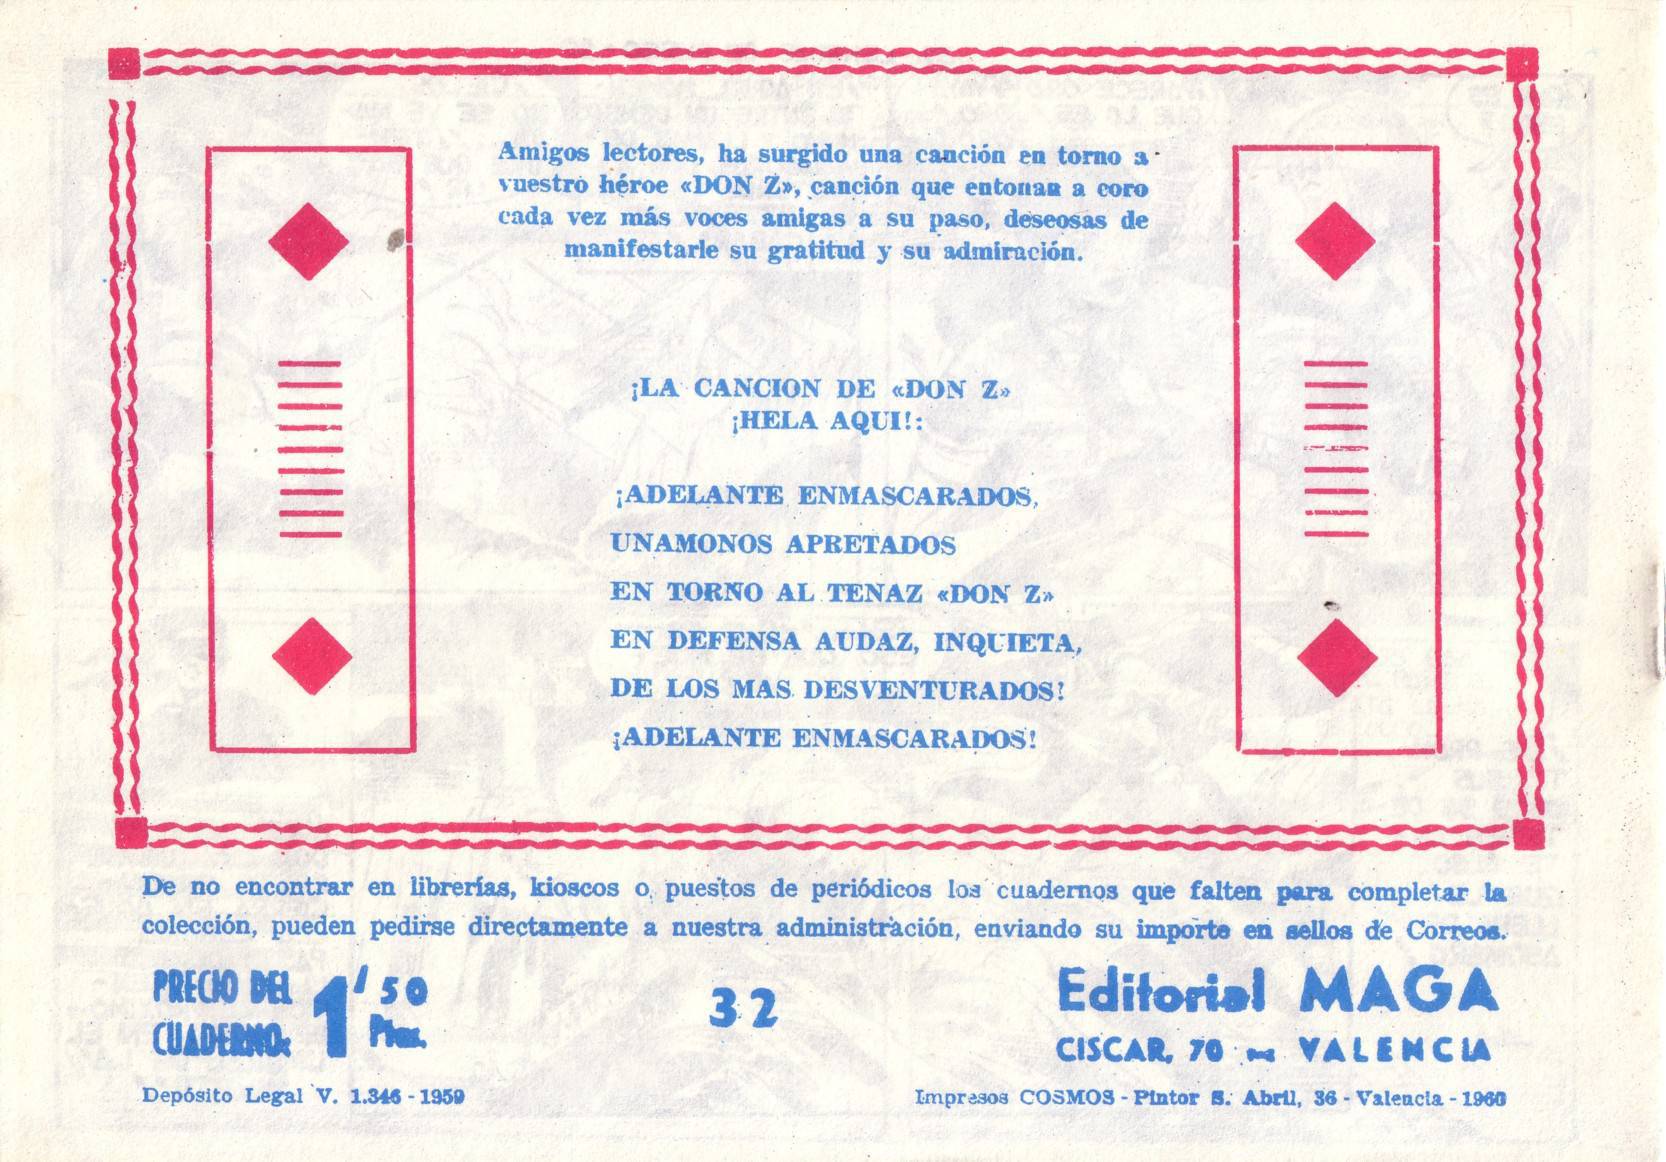 Amigos lectores, ha surgido una canción en torno a
vuestro héroe «DON Z», canción que entonan a coro
cada vez más voces amigas a su paso, deseosas de
manifestarle su gratitud y su admiración.
¡LA CANCION DE «DON Z»
¡HELA AQUI!:
¡ADELANTE ENMASCARADOS,
UNAMONOS APRETADOS
EN TORNO AL TENAZ «DON Z»
EN DEFENSA AUDAZ, INQUIETA,
DE LOS MAS DESVENTURADOS!
¡ADELANTE ENMASCARADOS!
De no encontrar en librerías, kioscos o puestos de periódicos los cuadernos que falten para completar la
colección, pueden pedirse directamente a nuestra administración, enviando su importe en sellos de Correos.
PRECIO DEL
CUADERNO: 1'50 Ptas.
32
Editorial MAGA
CISCAR, 70 - VALENCIA
Depósito Legal V. 1.346 - 1959
Impresos COSMOS - Pintor S. Abril, 36 - Valencia - 1960